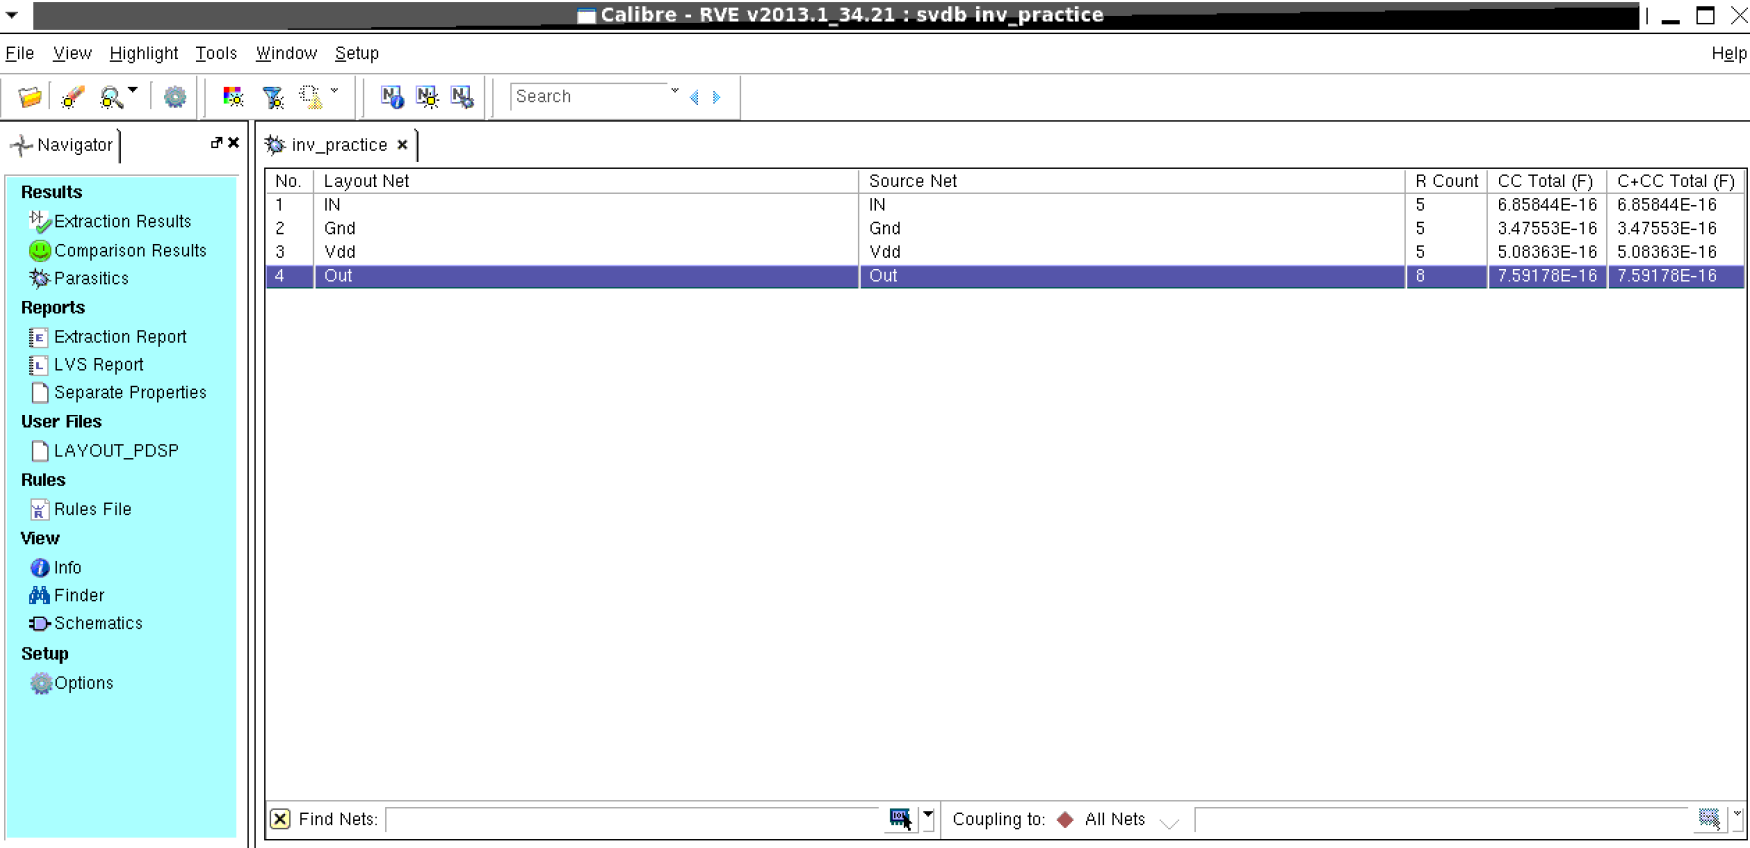 Calibre - RVE v2013.1_34.21 : svdb inv_practice
File View Highlight Tools Window Setup Help
Search
Navigator
inv_practice
Results
Extraction Results
Comparison Results
Parasitics
Reports
Extraction Report
LVS Report
Separate Properties
User Files
LAYOUT_PDSP
Rules
Rules File
View
Info
Finder
Schematics
Setup
Options
No. Layout Net Source Net R Count CC Total (F) C+CC Total (F)
1 IN IN 5 6.85844E-16 6.85844E-16
2 Gnd Gnd 5 3.47553E-16 3.47553E-16
3 Vdd Vdd 5 5.08363E-16 5.08363E-16
4 Out Out 8 7.59178E-16 7.59178E-16
Find Nets: Coupling to: All Nets